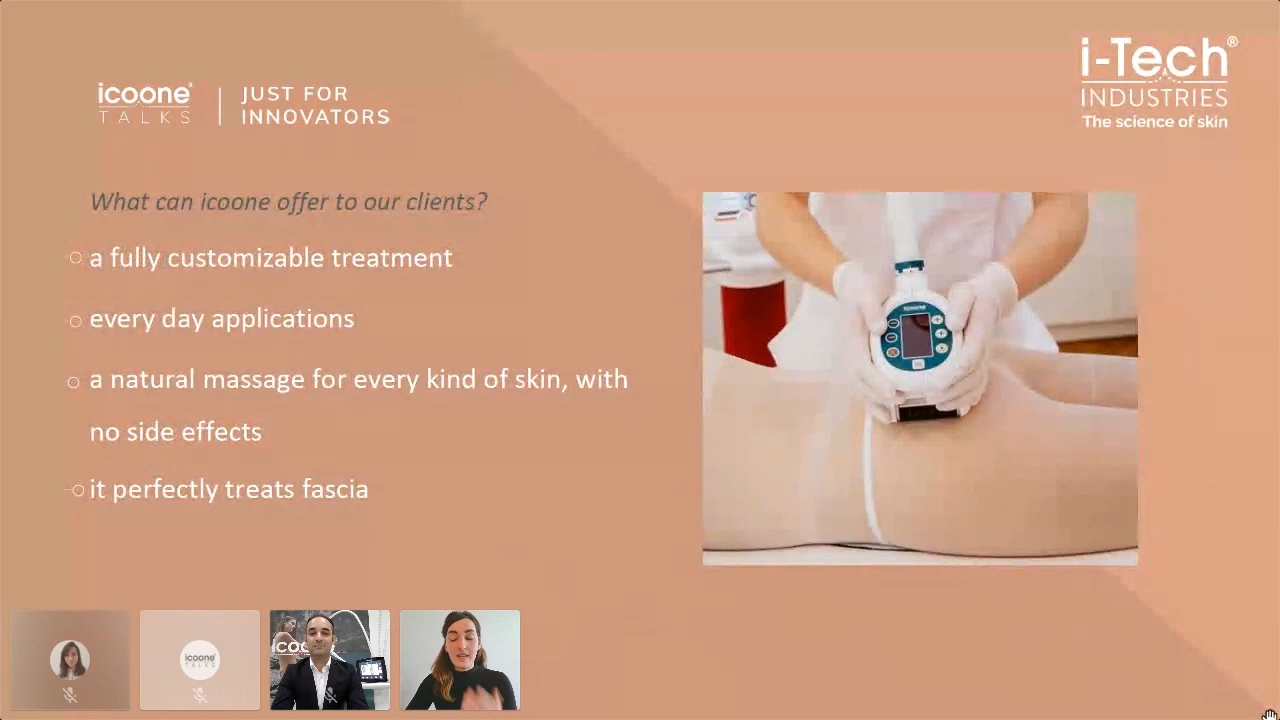 icoone®
TALKS
JUST FOR
INNOVATORS
i-Tech®
INDUSTRIES
The science of skin
What can icoone offer to our clients?
a fully customizable treatment
every day applications
a natural massage for every kind of skin, with
no side effects
it perfectly treats fascia
icoone
icoone
TALKS
icoo